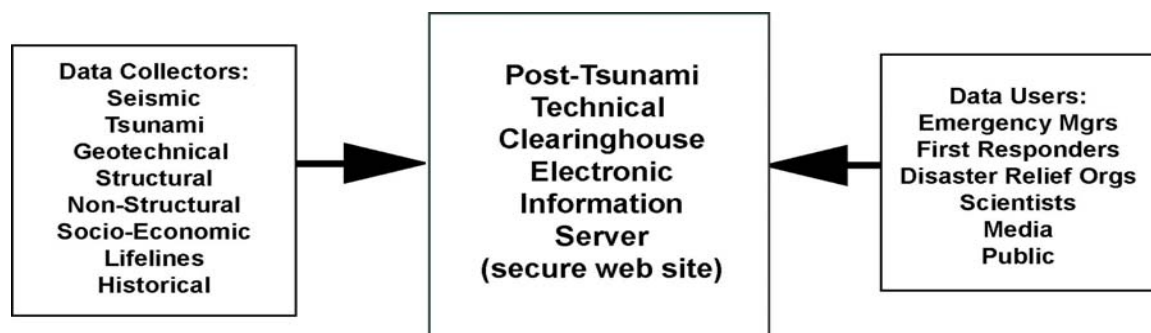 Data Collectors:
Seismic
Tsunami
Geotechnical
Structural
Non-Structural
Socio-Economic
Lifelines
Historical
Post-Tsunami
Technical
Clearinghouse
Electronic
Information
Server
(secure web site)
Data Users:
Emergency Mgrs
First Responders
Disaster Relief Orgs
Scientists
Media
Public